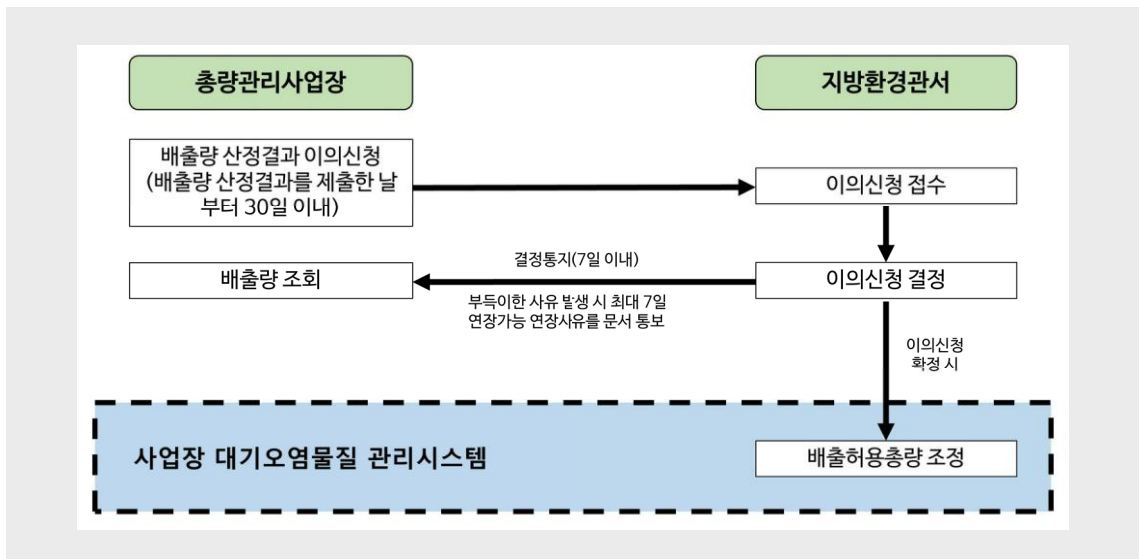 총량관리사업장
지방환경관서
배출량 산정결과 이의신청
(배출량 산정결과를 제출한 날
부터 30일 이내)
이의신청 접수
결정통지(7일 이내)
배출량 조회
이의신청 결정
부득이한 사유 발생 시 최대 7일
연장가능 연장사유를 문서 통보
이의신청
확정 시
사업장 대기오염물질 관리시스템
배출허용총량 조정